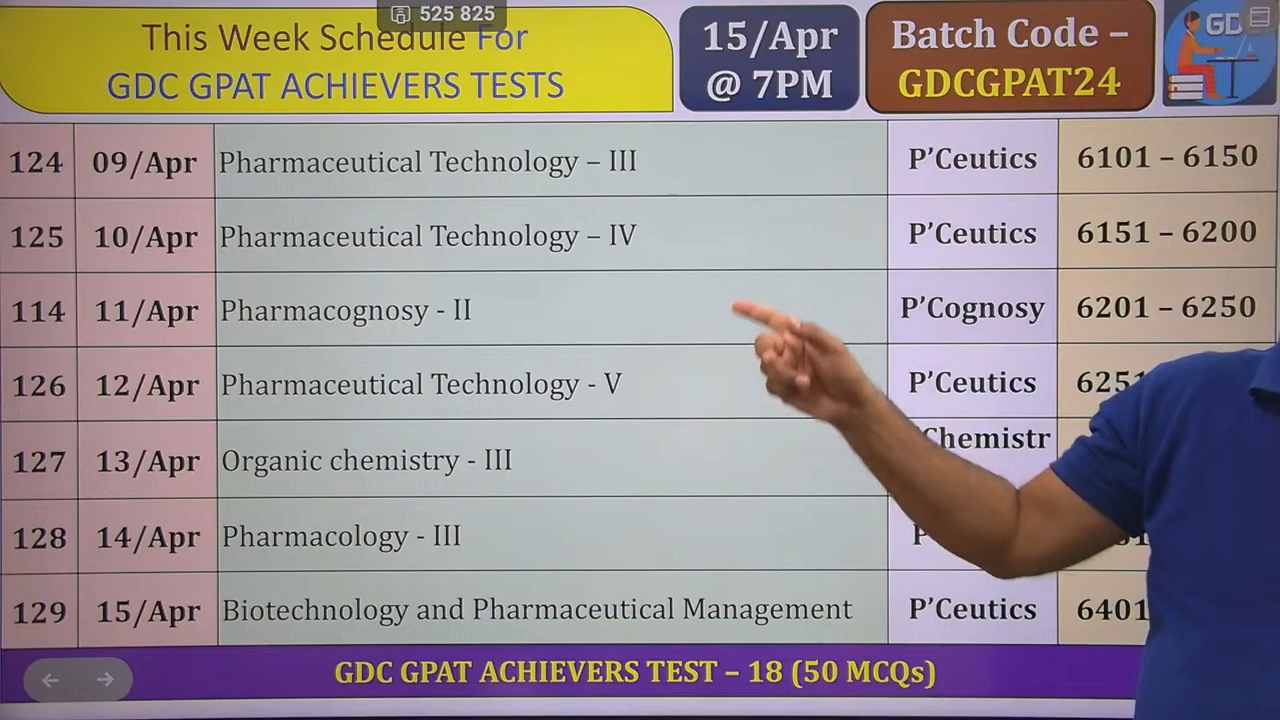 525 825
This Week Schedule For
GDC GPAT ACHIEVERS TESTS
15/Apr
@ 7PM
Batch Code –
GDCGPAT24
GD
124 09/Apr Pharmaceutical Technology – III P’Ceutics 6101 – 6150
125 10/Apr Pharmaceutical Technology – IV P’Ceutics 6151 – 6200
114 11/Apr Pharmacognosy - II P’Cognosy 6201 – 6250
126 12/Apr Pharmaceutical Technology - V P’Ceutics
127 13/Apr Organic chemistry - III Chemistr
128 14/Apr Pharmacology - III
129 15/Apr Biotechnology and Pharmaceutical Management P’Ceutics 6401
GDC GPAT ACHIEVERS TEST – 18 (50 MCQs)